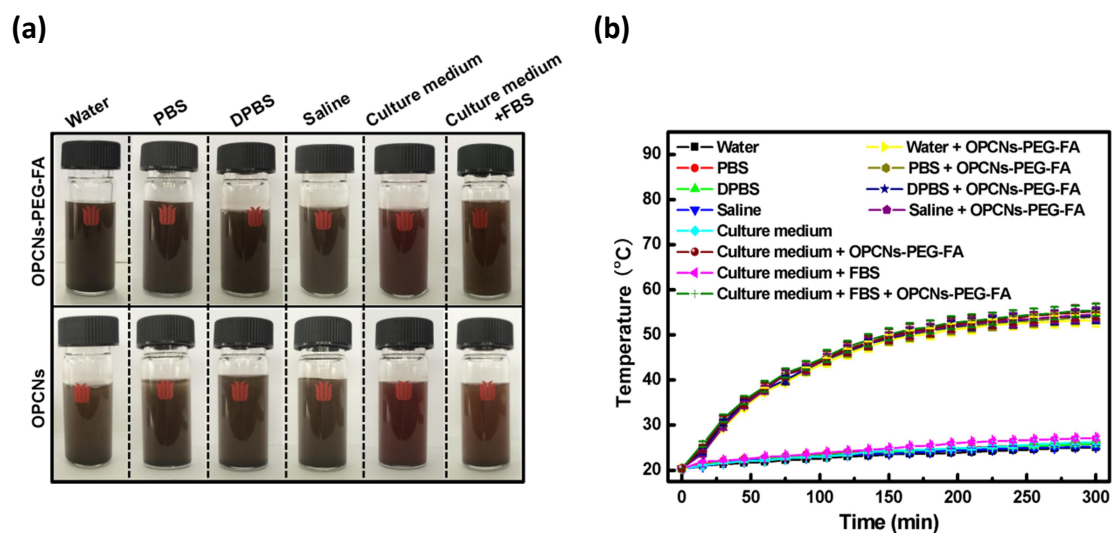 (a)
Water
PBS
DPBS
Saline
Culture medium
Culture medium
+FBS
OPCNs-PEG-FA
OPCNs
(b)
Temperature (°C)
90
80
70
60
50
40
30
20
Water
PBS
DPBS
Saline
Culture medium
Culture medium + OPCNs-PEG-FA
Culture medium + FBS
Culture medium + FBS + OPCNs-PEG-FA
Water + OPCNs-PEG-FA
PBS + OPCNs-PEG-FA
DPBS + OPCNs-PEG-FA
Saline + OPCNs-PEG-FA
0
50
100
150
200
250
300
Time (min)